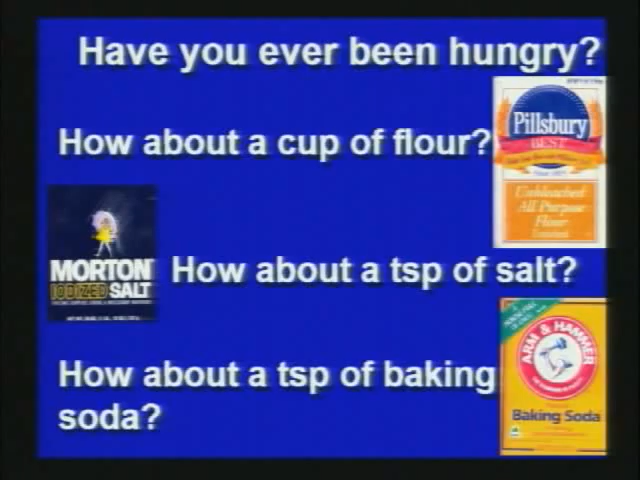 Have you ever been hungry?
How about a cup of flour?
Pillsbury
BEST
Unbleached
All Purpose
Flour
MORTON
IODIZED SALT
How about a tsp of salt?
How about a tsp of baking
soda?
ARM & HAMMER
Baking Soda